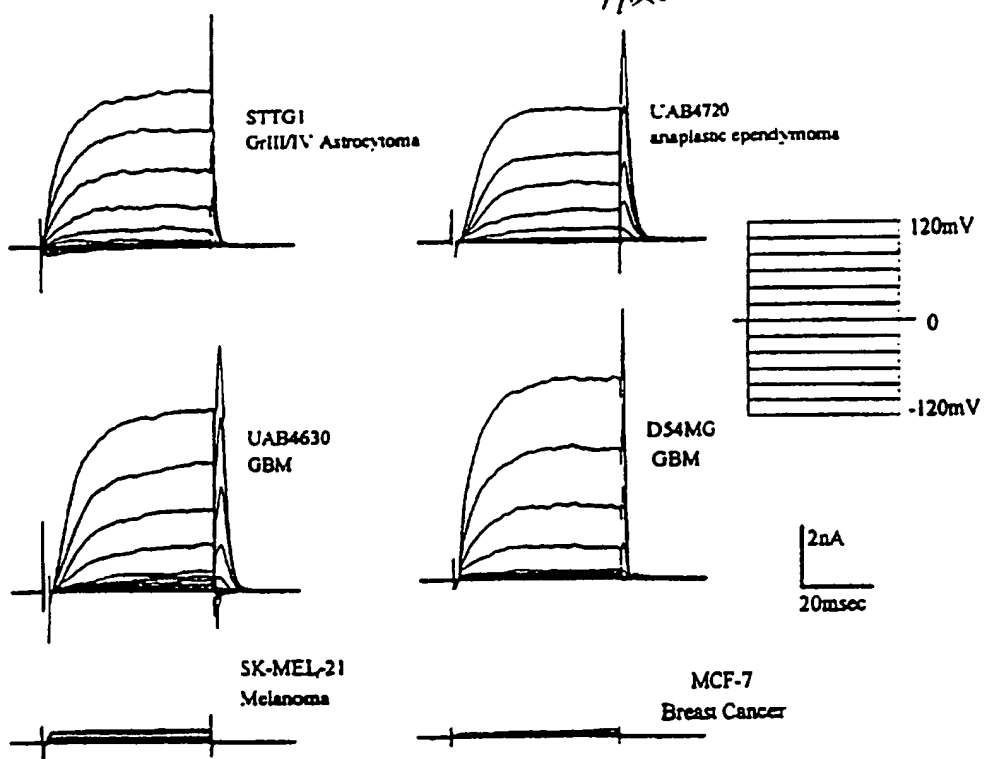 STTG1
GrIII/IV Astrocytoma
UAB4720
anaplastic ependymoma
120mV
0
-120mV
UAB4630
GBM
D54MG
GBM
2nA
20msec
SK-MEL-21
Melanoma
MCF-7
Breast Cancer